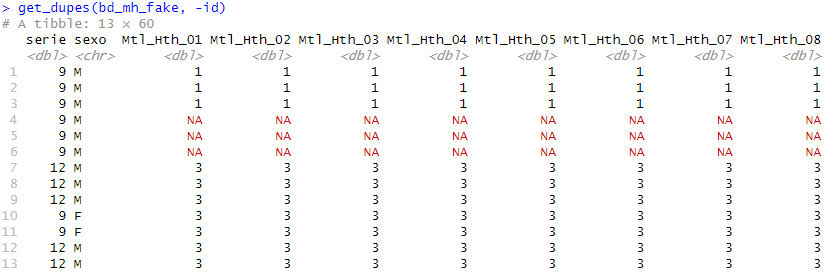 > get_dupes(bd_mh_fake, -id)
# A tibble: 13 × 60
serie sexo Mtl_Hth_01 Mtl_Hth_02 Mtl_Hth_03 Mtl_Hth_04 Mtl_Hth_05 Mtl_Hth_06 Mtl_Hth_07 Mtl_Hth_08
<dbl> <chr> <dbl> <dbl> <dbl> <dbl> <dbl> <dbl> <dbl> <dbl>
1 9 M 1 1 1 1 1 1 1 1
2 9 M 1 1 1 1 1 1 1 1
3 9 M 1 1 1 1 1 1 1 1
4 9 M NA NA NA NA NA NA NA NA
5 9 M NA NA NA NA NA NA NA NA
6 9 M NA NA NA NA NA NA NA NA
7 12 M 3 3 3 3 3 3 3 3
8 12 M 3 3 3 3 3 3 3 3
9 12 M 3 3 3 3 3 3 3 3
10 9 F 3 3 3 3 3 3 3 3
11 9 F 3 3 3 3 3 3 3 3
12 12 M 3 3 3 3 3 3 3 3
13 12 M 3 3 3 3 3 3 3 3